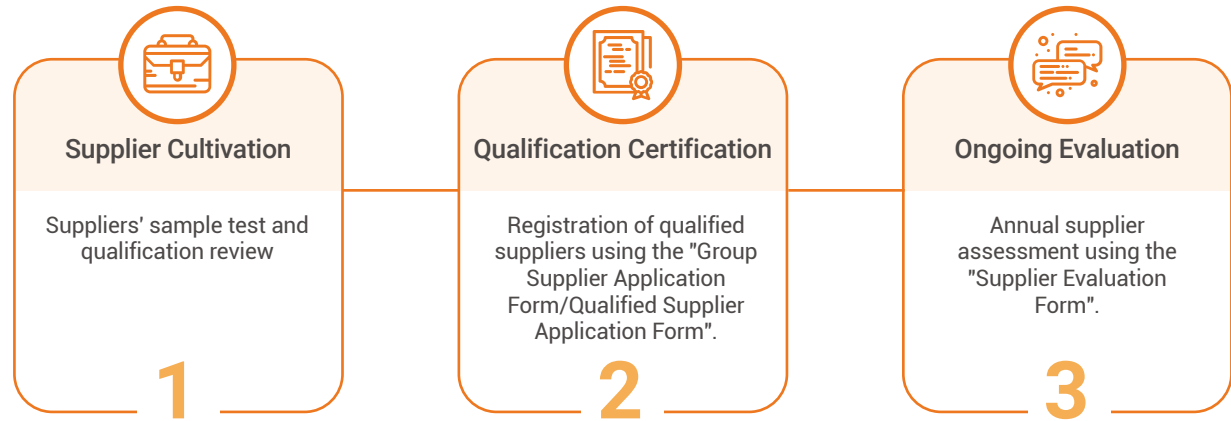 Supplier Cultivation
Suppliers' sample test and
qualification review
1
Qualification Certification
Registration of qualified
suppliers using the "Group
Supplier Application
Form/Qualified Supplier
Application Form".
2
Ongoing Evaluation
Annual supplier
assessment using the
"Supplier Evaluation
Form".
3